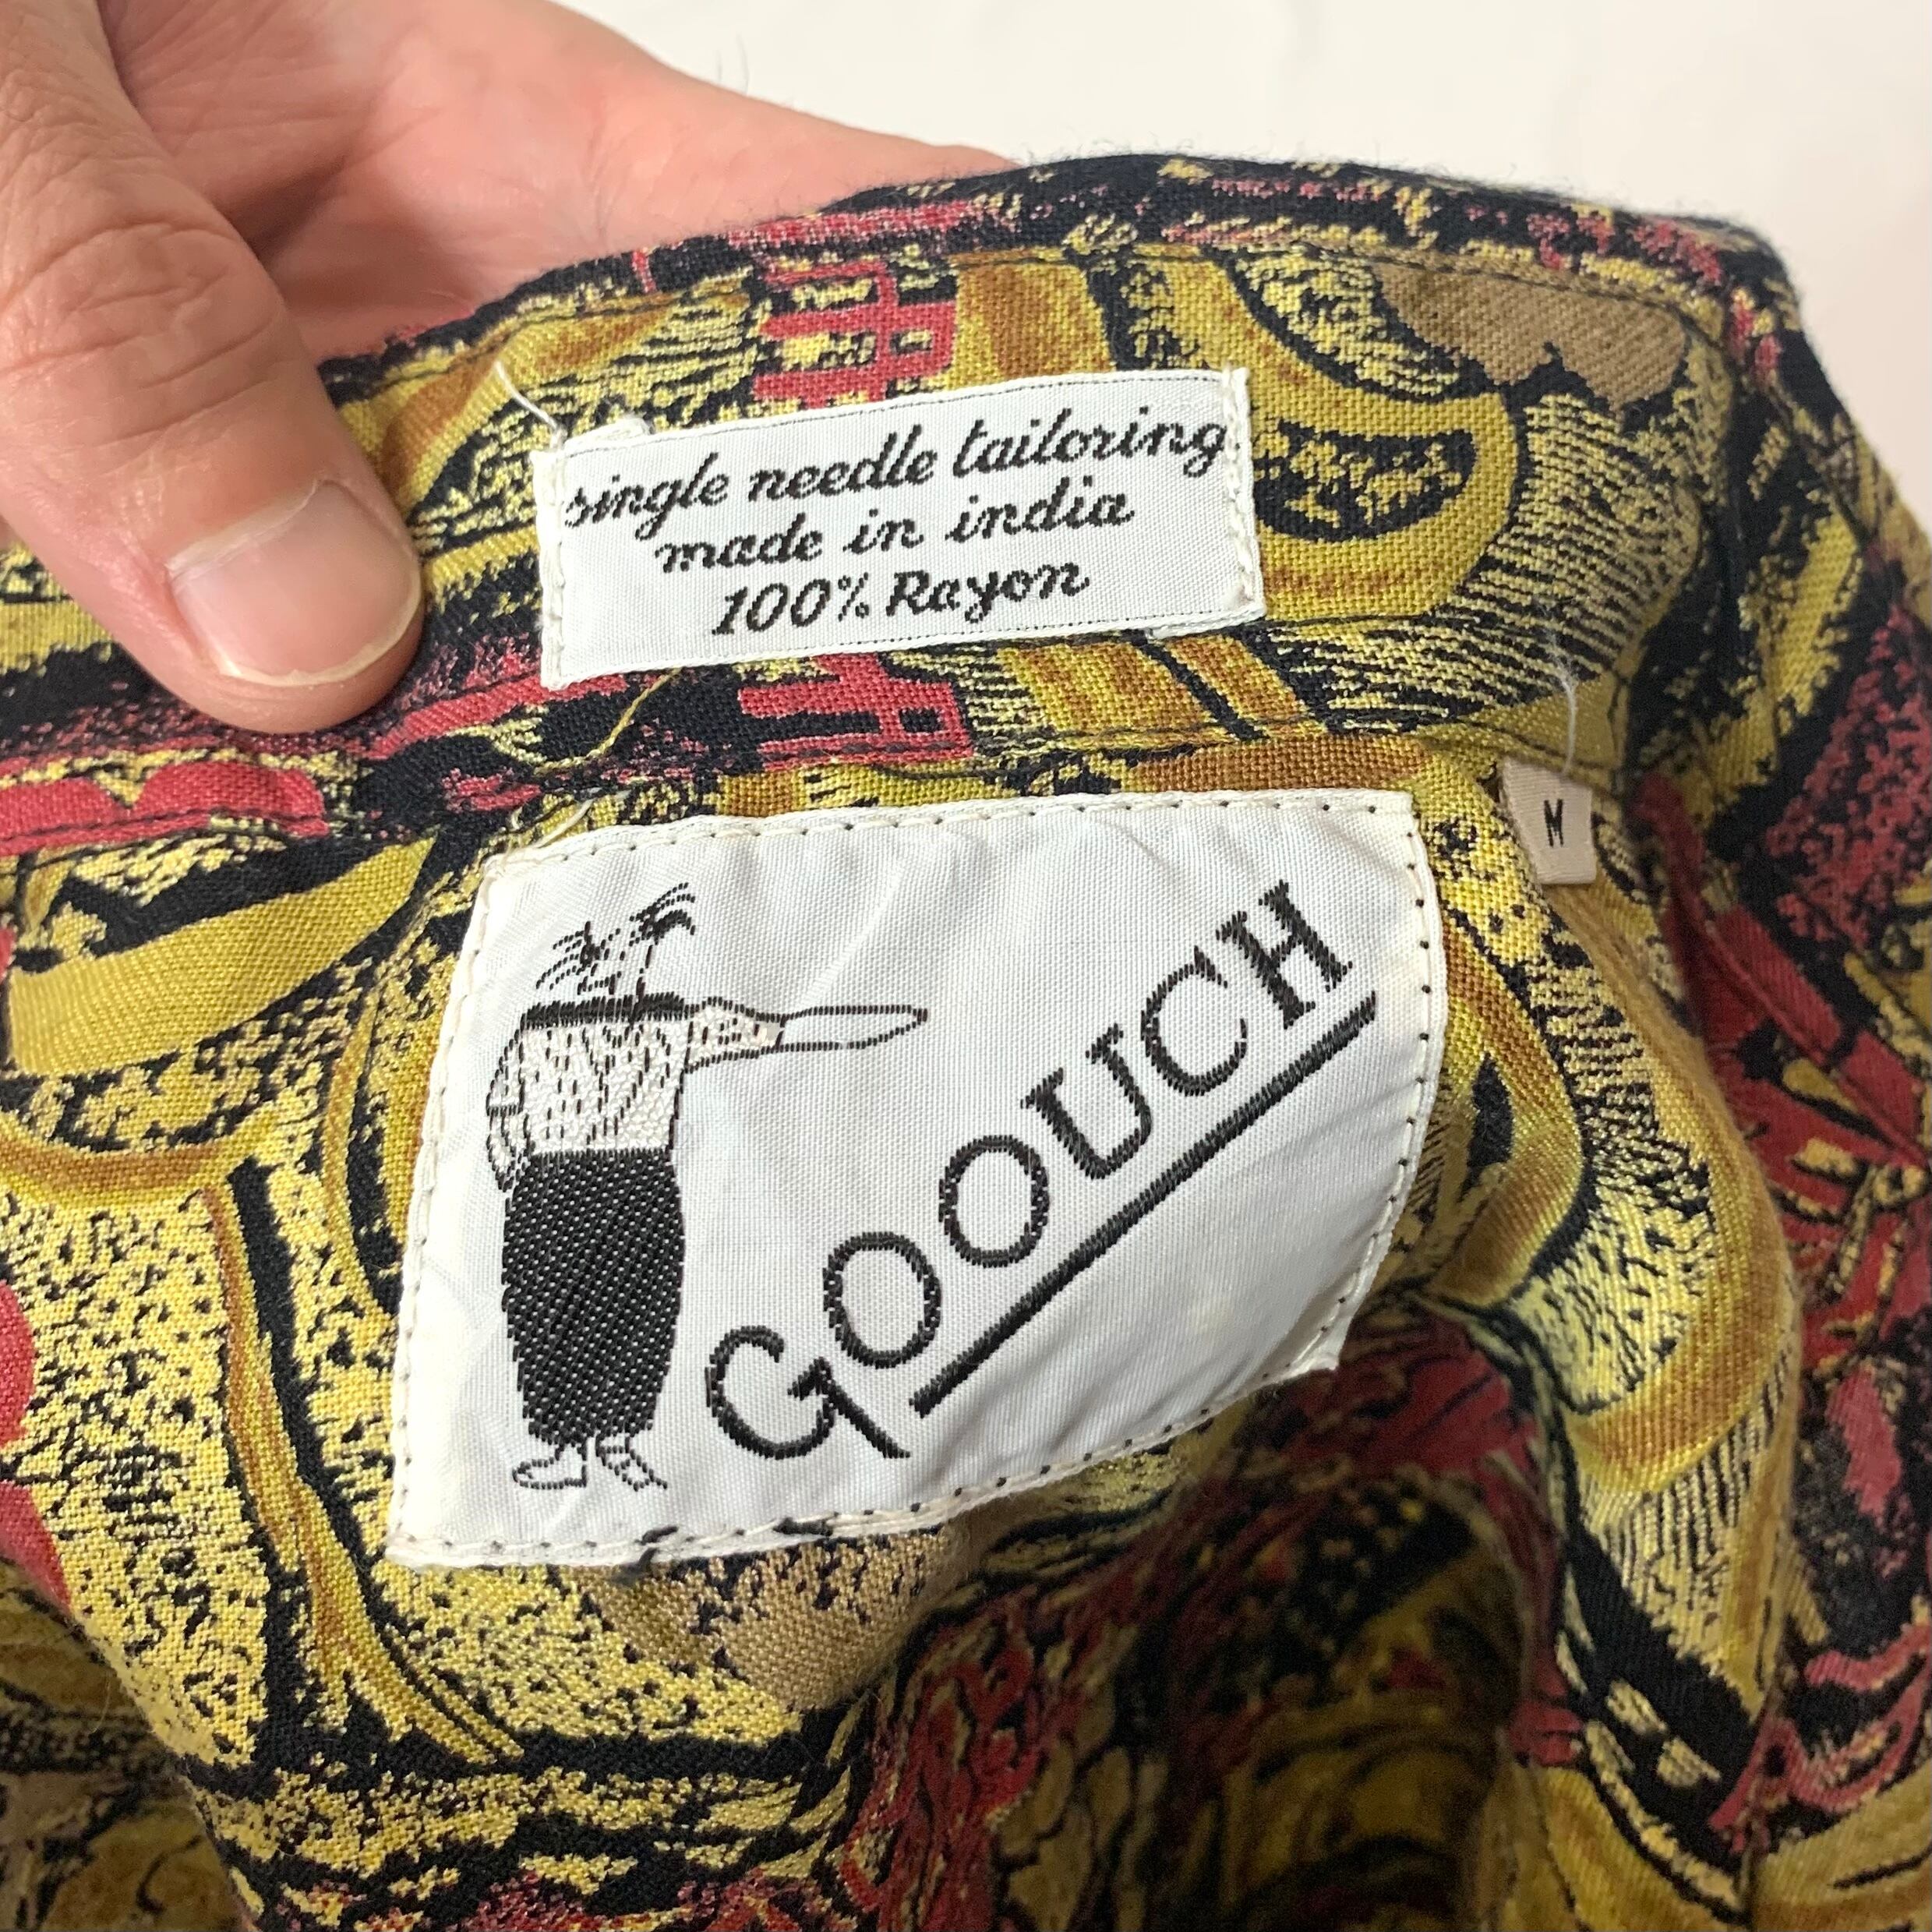 single needle tailoring
made in india
100% Rayon
M
GOOUCH